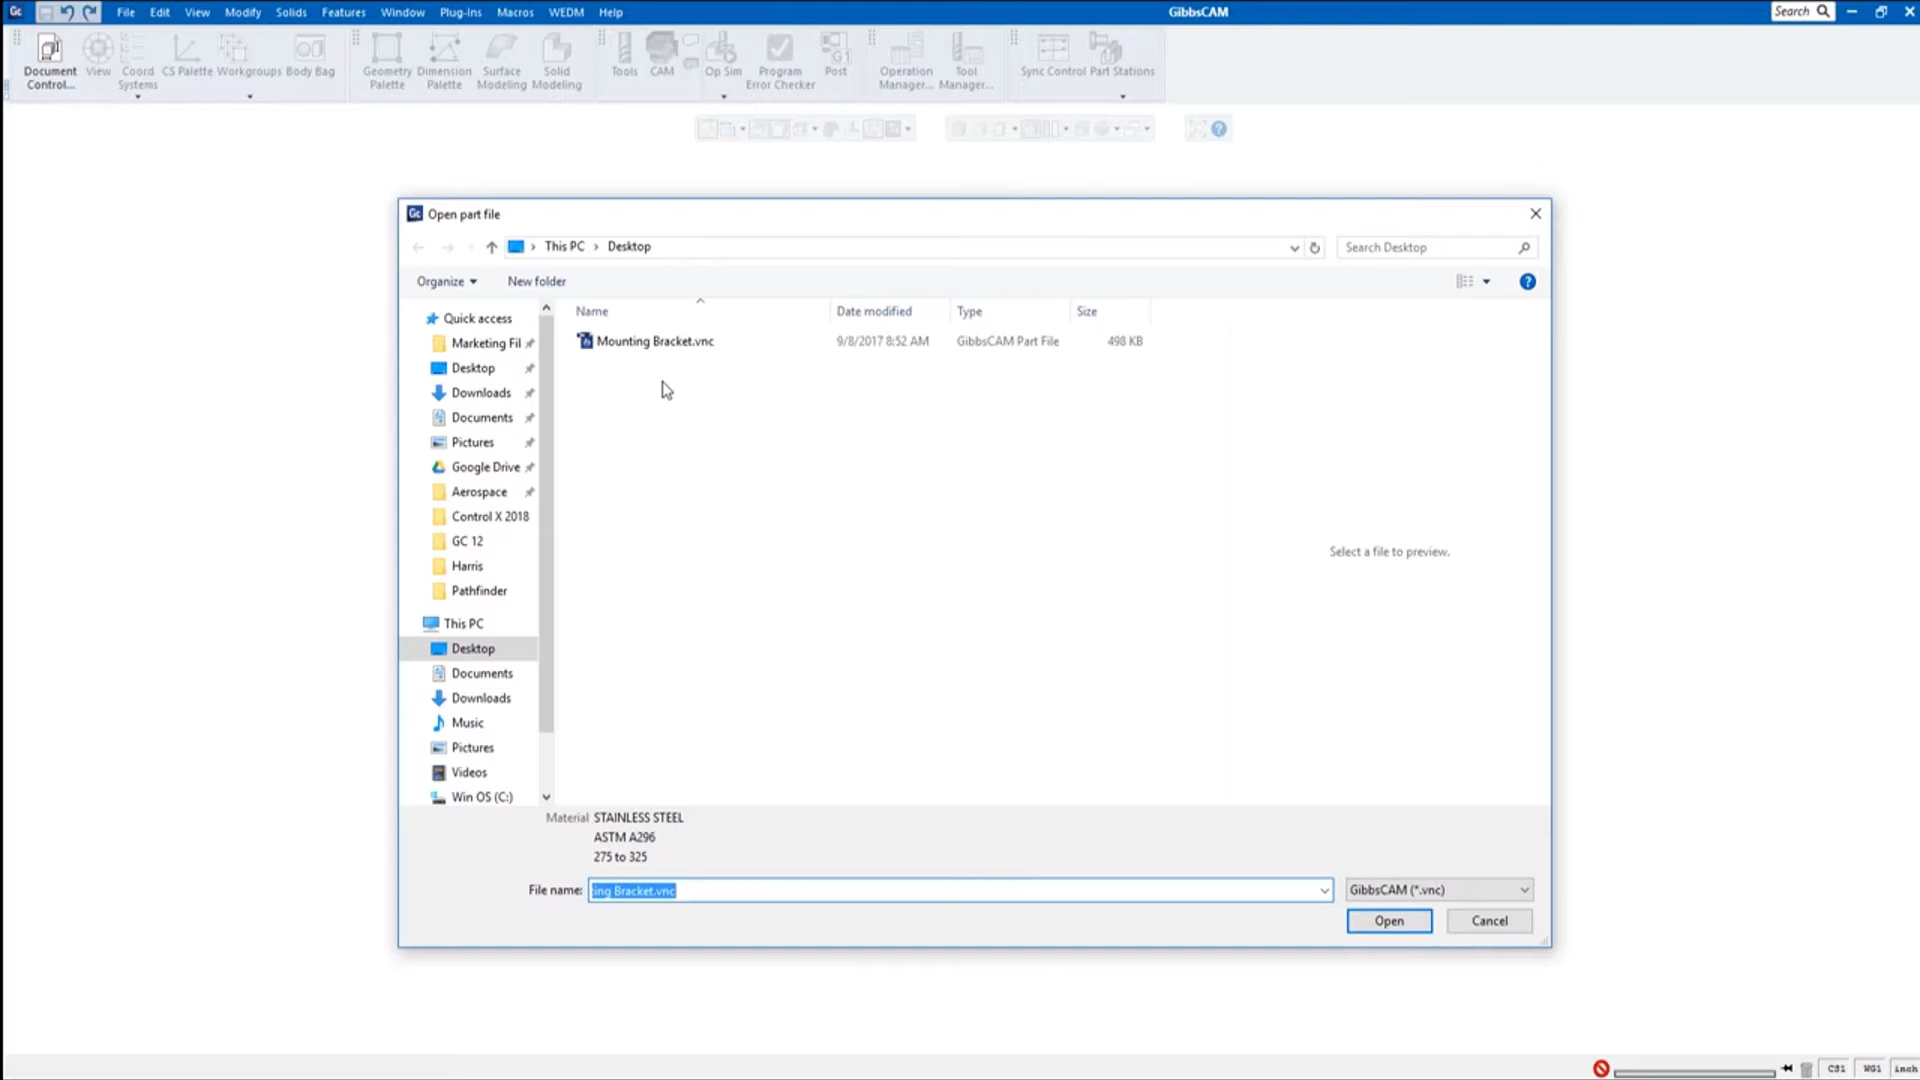 Gc File Edit View Modify Solids Features Window Plug-Ins Macros WEDM Help GibbsCAM Search
Document Control...
View
Coord Systems
CS Palette
Workgroups
Body Bag
Geometry Palette
Dimension Palette
Surface Modeling
Solid Modeling
Tools
CAM
Op Sim
Program Error Checker
Post
Operation Manager...
Tool Manager...
Sync Control
Part Stations
Gc Open part file
This PC > Desktop
Search Desktop
Organize New folder
Name Date modified Type Size
Mounting Bracket.vnc 9/8/2017 8:52 AM GibbsCAM Part File 498 KB
Quick access
Marketing Fil
Desktop
Downloads
Documents
Pictures
Google Drive
Aerospace
Control X 2018
GC 12
Harris
Pathfinder
This PC
Desktop
Documents
Downloads
Music
Pictures
Videos
Win OS (C:)
Select a file to preview.
Material STAINLESS STEEL
ASTM A296
275 to 325
File name: ing Bracket.vnc GibbsCAM (*.vnc)
Open Cancel
CS1 WG1 inch